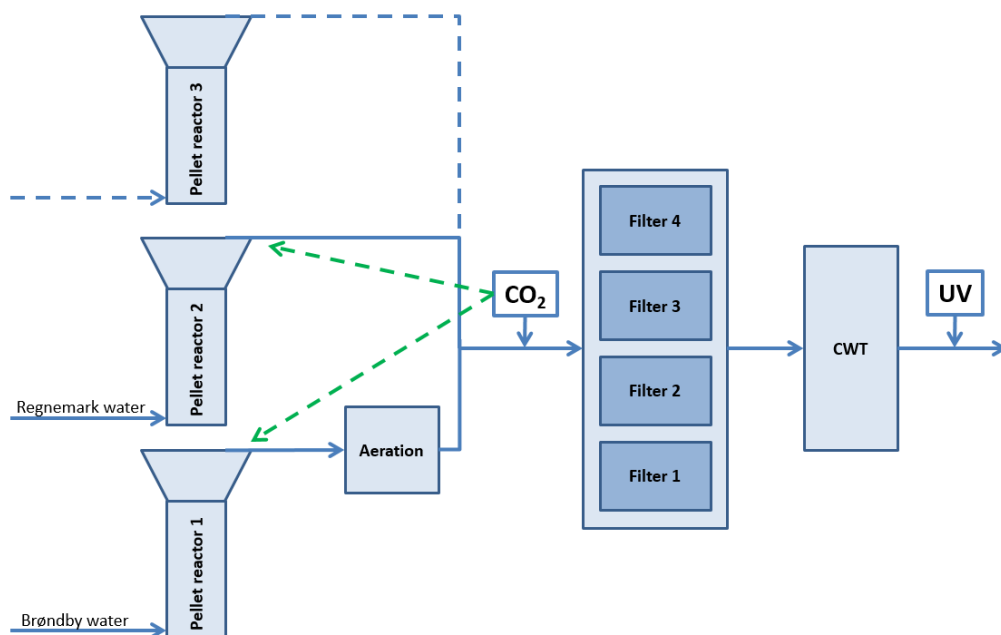 Pellet reactor 3
Filter 4
Pellet reactor 2
CO₂
Filter 3
UV
CWT
Filter 2
Regnemark water
Aeration
Filter 1
Pellet reactor 1
Brøndby water